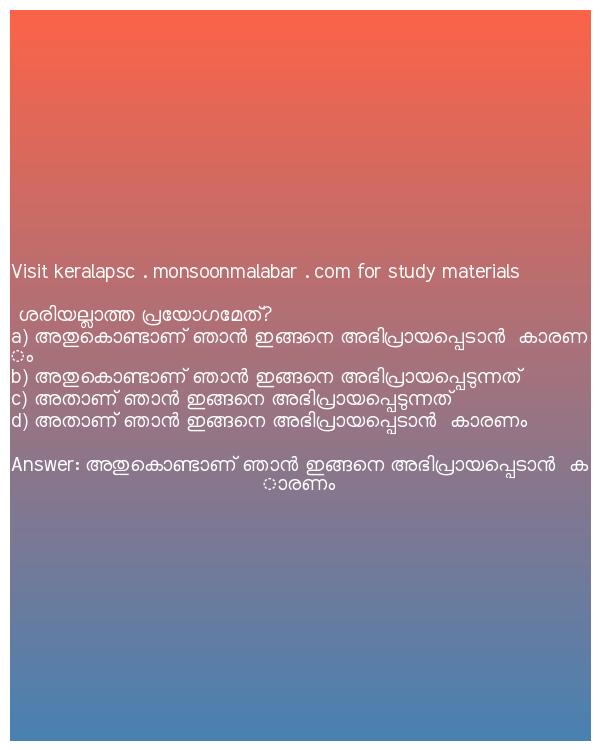 Visit keralapsc . monsoonmalabar . com for study materials
ശരിയല്ലാത്ത പ്രയോഗമേത്?
a) അതുകൊണ്ടാണ് ഞാൻ ഇങ്ങനെ അഭിപ്രായപ്പെടാൻ കാരണ
ം
b) അതുകൊണ്ടാണ് ഞാൻ ഇങ്ങനെ അഭിപ്രായപ്പെടുന്നത്
c) അതാണ് ഞാൻ ഇങ്ങനെ അഭിപ്രായപ്പെടുന്നത്
d) അതാണ് ഞാൻ ഇങ്ങനെ അഭിപ്രായപ്പെടാൻ കാരണം
Answer: അതുകൊണ്ടാണ് ഞാൻ ഇങ്ങനെ അഭിപ്രായപ്പെടാൻ ക
ാരണം